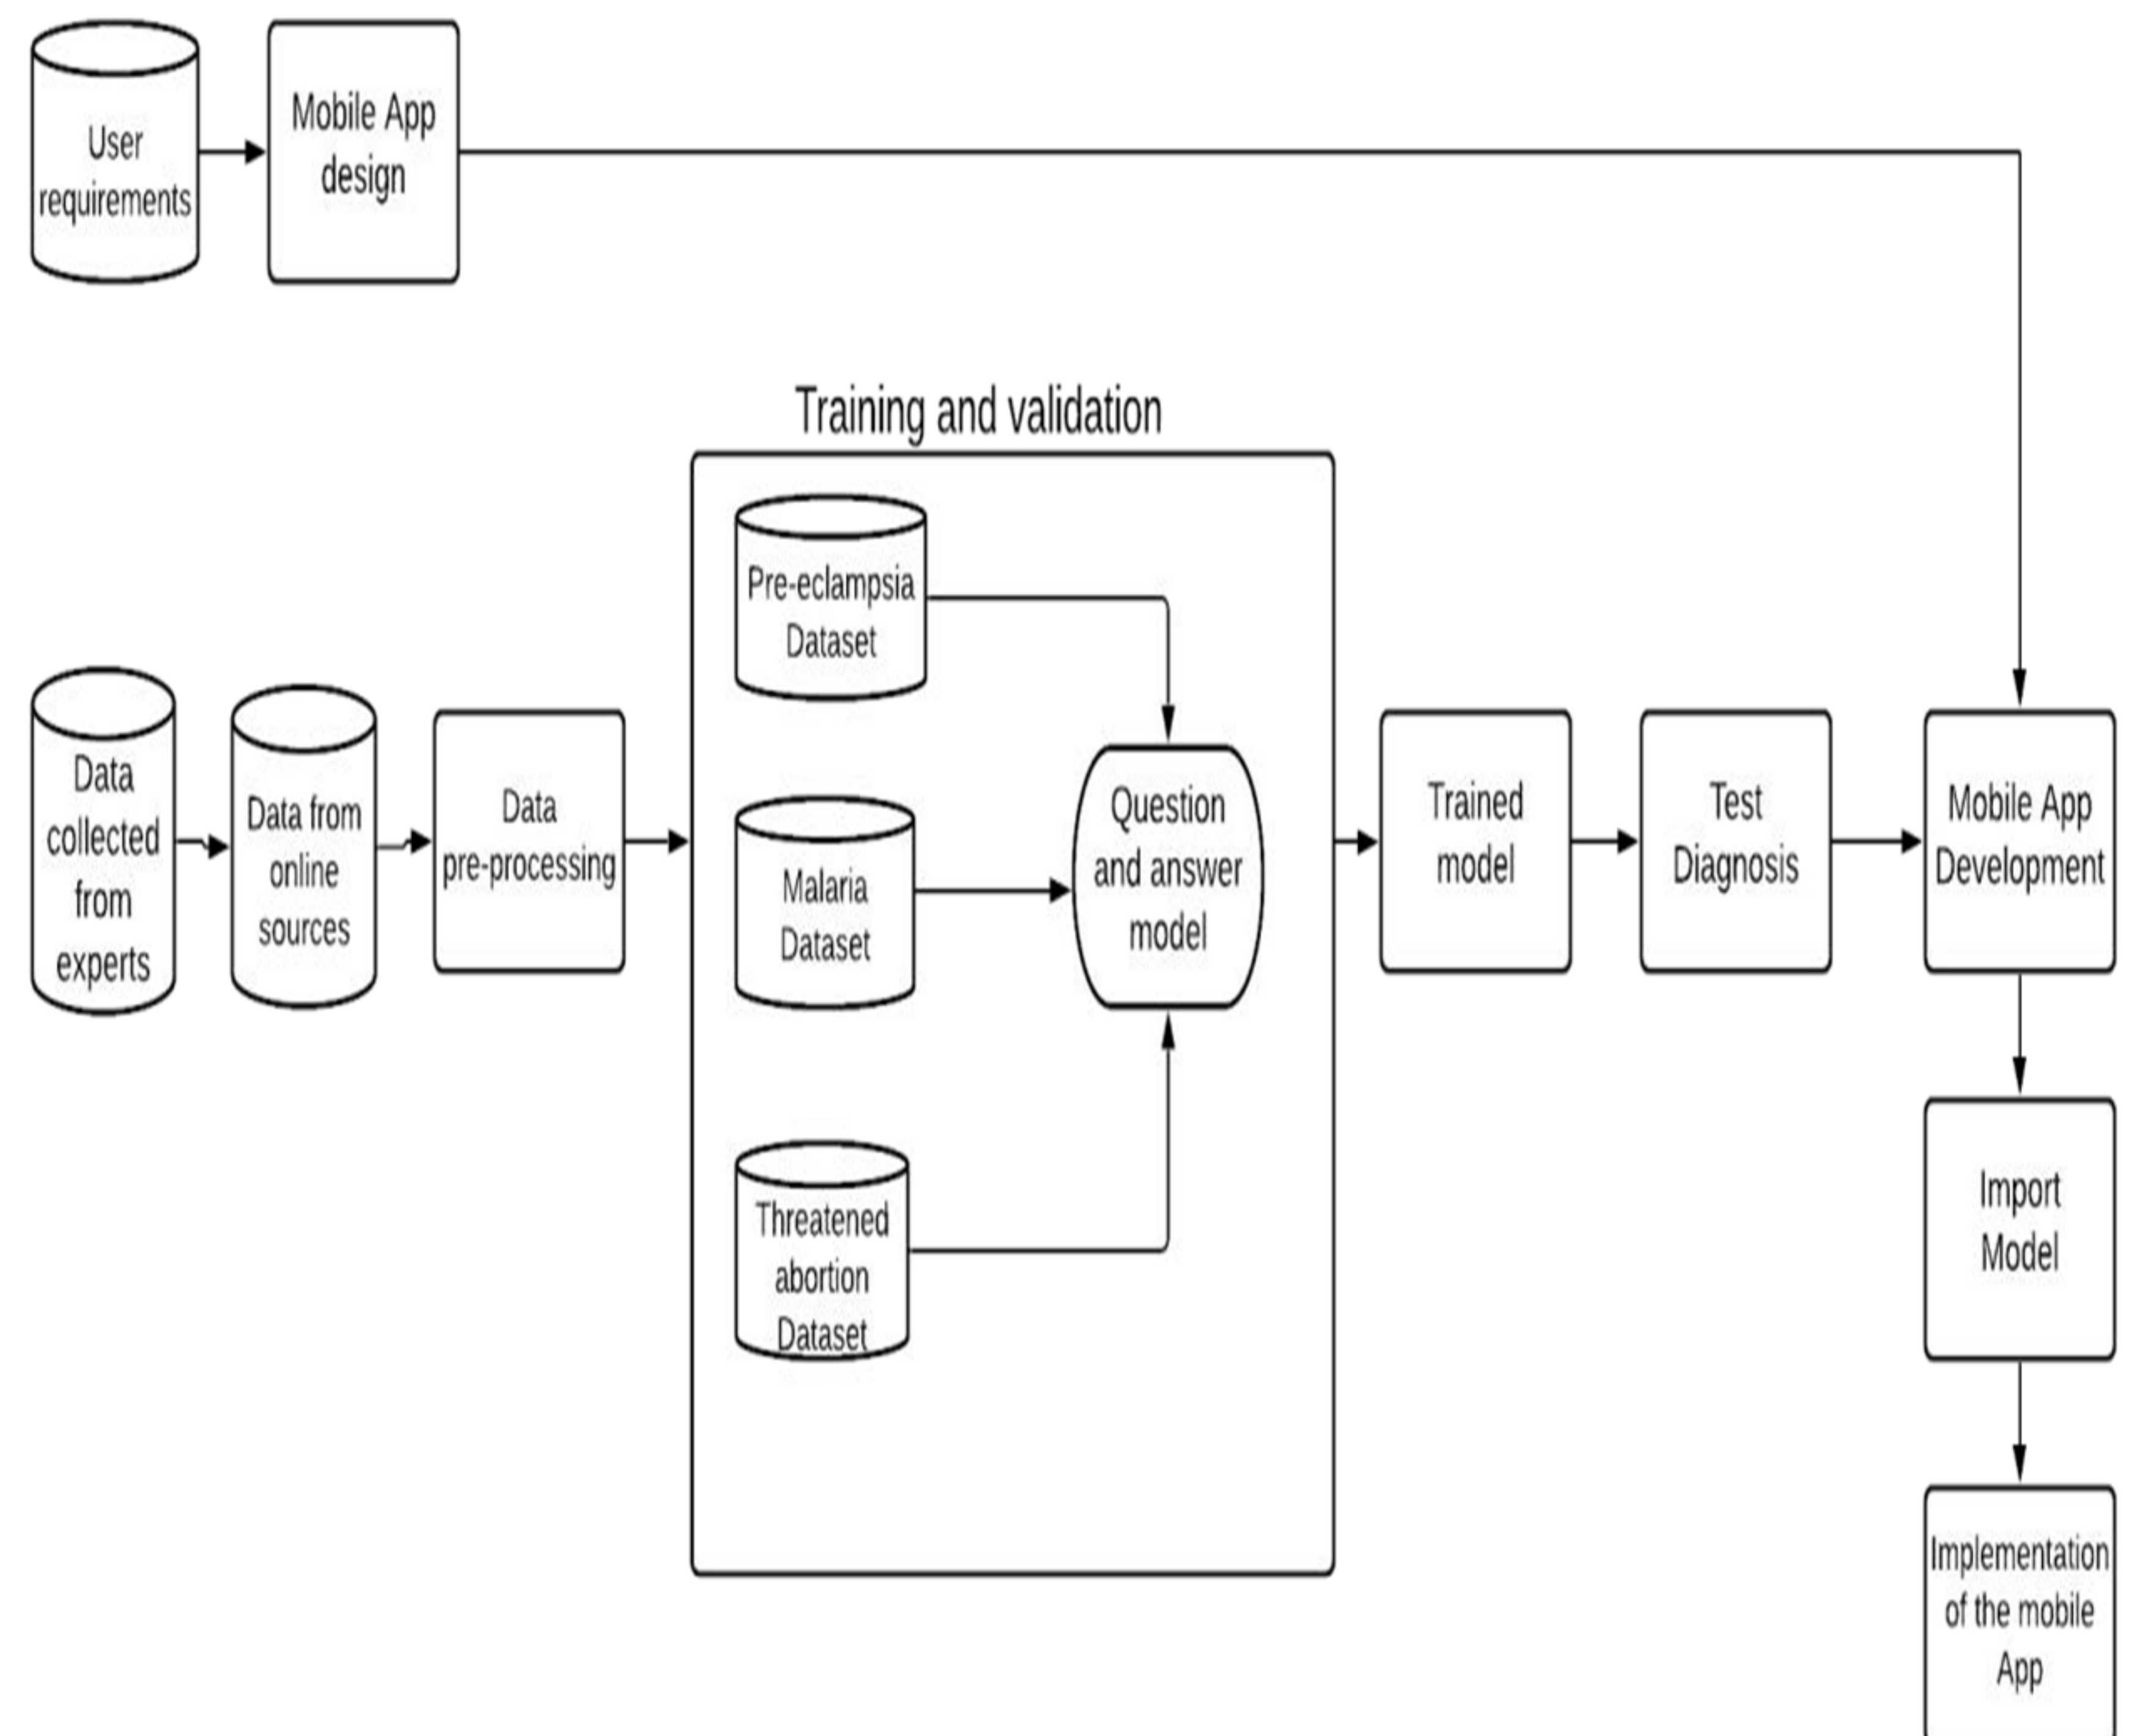 User
requirements
Mobile App
design
Training and validation
Pre-eclampsia
Dataset
Data
collected
from
experts
Data from
online
sources
Data
pre-processing
Malaria
Dataset
Question
and answer
model
Trained
model
Test
Diagnosis
Mobile App
Development
Threatened
abortion
Dataset
Import
Model
Implementation
of the mobile
App